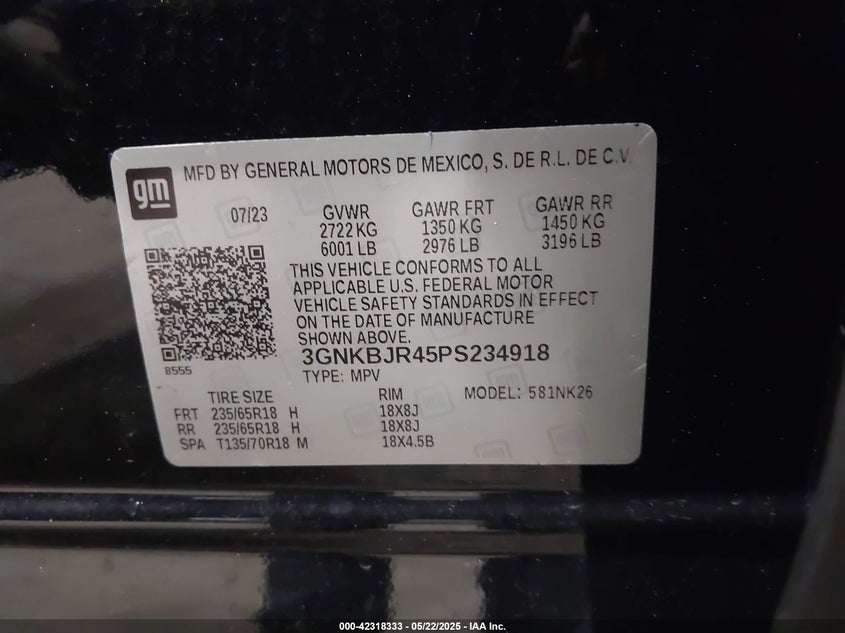 gm
MFD BY GENERAL MOTORS DE MEXICO, S. DE R.L. DE C.V.
07/23 GVWR GAWR FRT GAWR RR
2722 KG 1350 KG 1450 KG
6001 LB 2976 LB 3196 LB
THIS VEHICLE CONFORMS TO ALL
APPLICABLE U.S. FEDERAL MOTOR
VEHICLE SAFETY STANDARDS IN EFFECT
ON THE DATE OF MANUFACTURE
SHOWN ABOVE.
8555
3GNKBJR45PS234918
TYPE: MPV
TIRE SIZE RIM MODEL: 581NK26
FRT 235/65R18 H 18X8J
RR 235/65R18 H 18X8J
SPA T135/70R18 M 18X4.5B
000-42318333 — 05/22/2025 — IAA Inc.